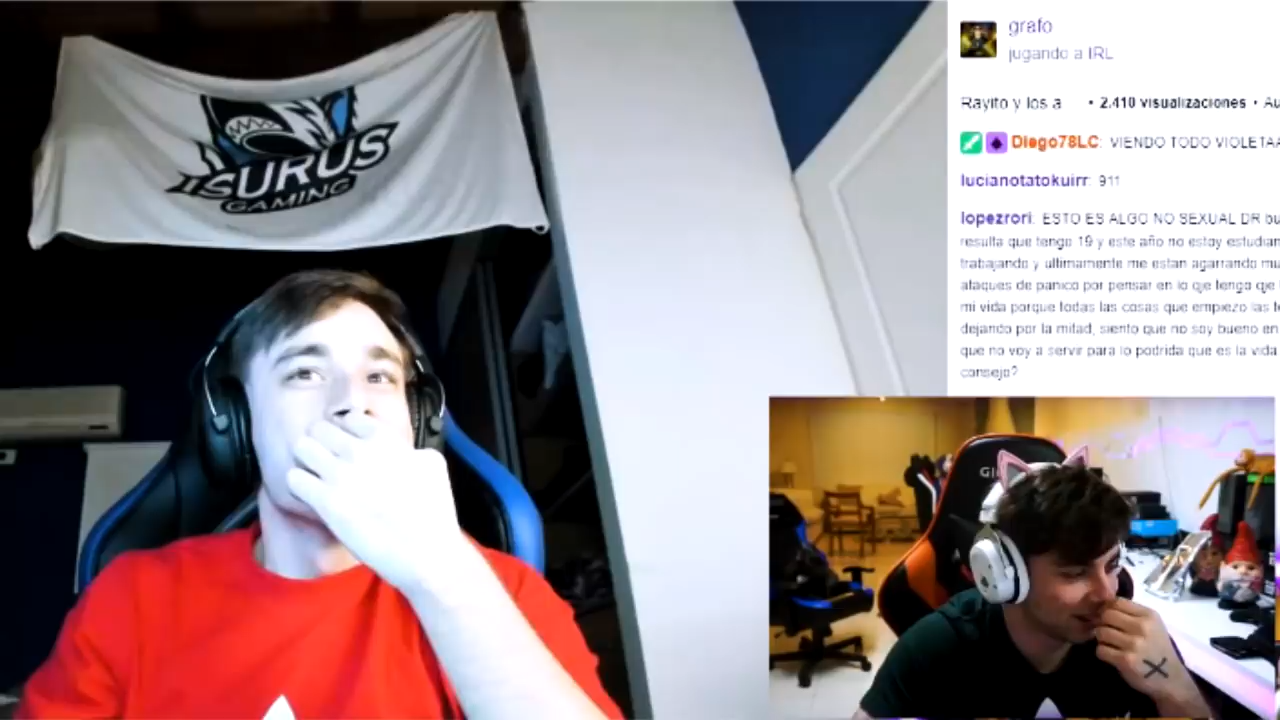 ISURUS
GAMING
grafo
jugando a IRL
Rayito y los a • 2.410 visualizaciones • Au
Diego78LC: VIENDO TODO VIOLETAA
lucianotatokuirr: 911
lopezrori: ESTO ES ALGO NO SEXUAL DR bu
resulta que tengo 19 y este año no estoy estudian
trabajando y ultimamente me estan agarrando mu
ataques de panico por pensar en lo qje tengo qje
mi vida porque todas las cosas que empiezo las t
dejando por la mitad, siento que no soy bueno en
que no voy a servir para lo podrida que es la vida
consejo?